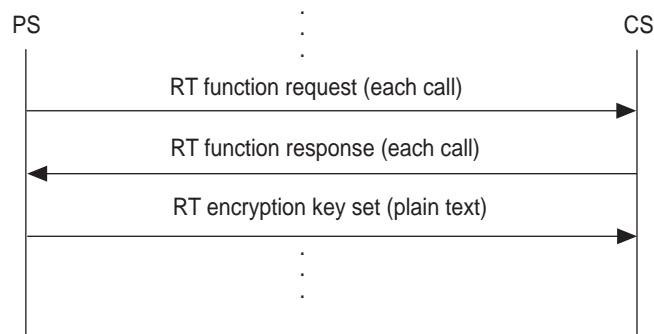 PS
CS
RT function request (each call)
RT function response (each call)
RT encryption key set (plain text)